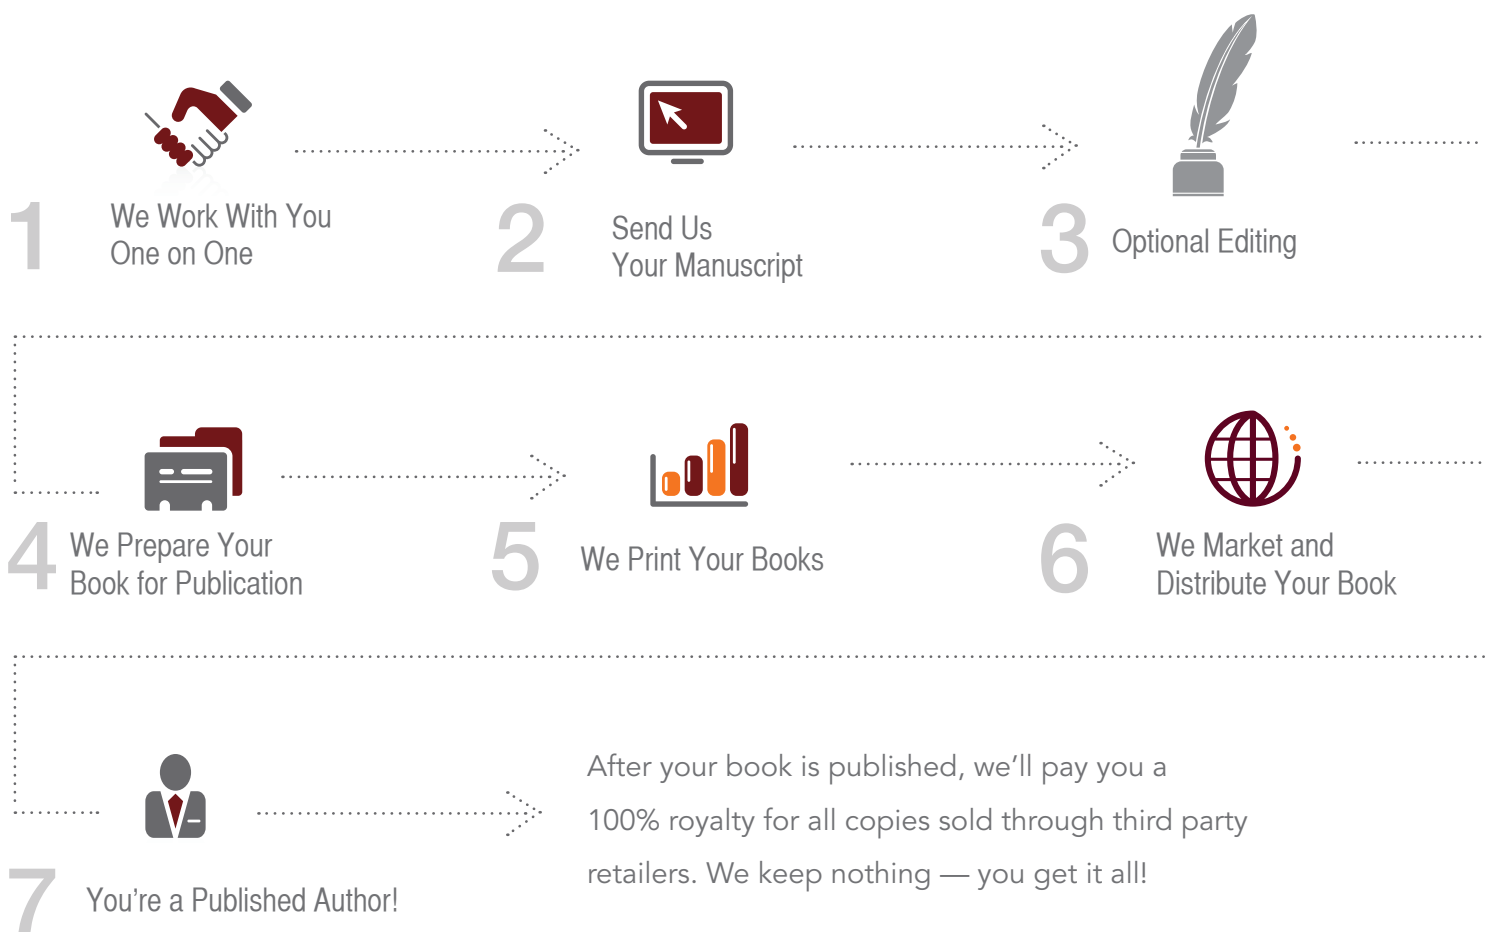 1
We Work With You
One on One
2
Send Us
Your Manuscript
3
Optional Editing
4
We Prepare Your
Book for Publication
5
We Print Your Books
6
We Market and
Distribute Your Book
7
You're a Published Author!
After your book is published, we'll pay you a
100% royalty for all copies sold through third party
retailers. We keep nothing — you get it all!